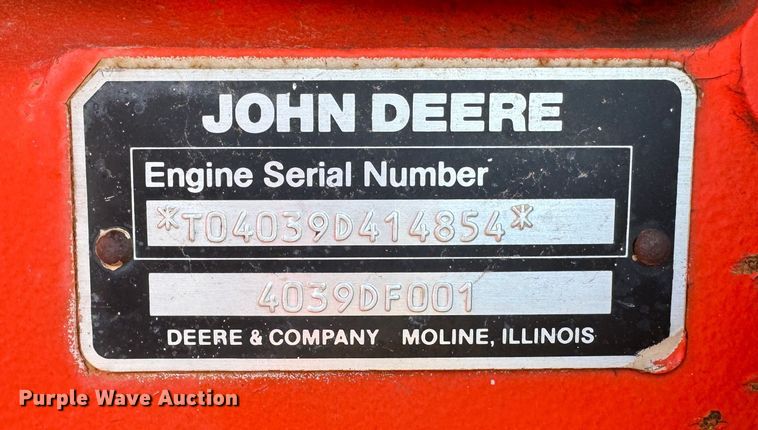 JOHN DEERE
Engine Serial Number
*T04039D414854*
4039DF001
DEERE & COMPANY MOLINE, ILLINOIS
Purple Wave Auction